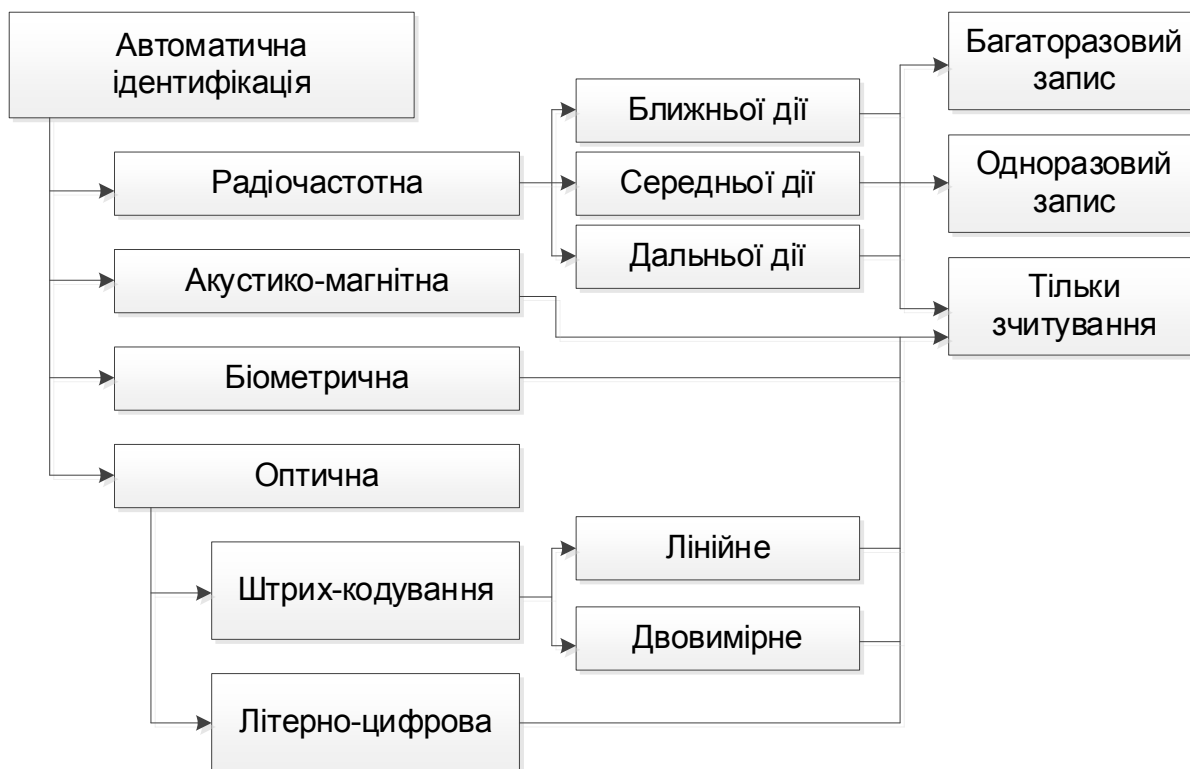 Автоматична
ідентифікація
Радіочастотна
Акустико-магнітна
Біометрична
Оптична
Штрих-кодування
Літерно-цифрова
Ближньої дії
Середньої дії
Дальньої дії
Лінійне
Двовимірне
Багаторазовий
запис
Одноразовий
запис
Тільки
зчитування